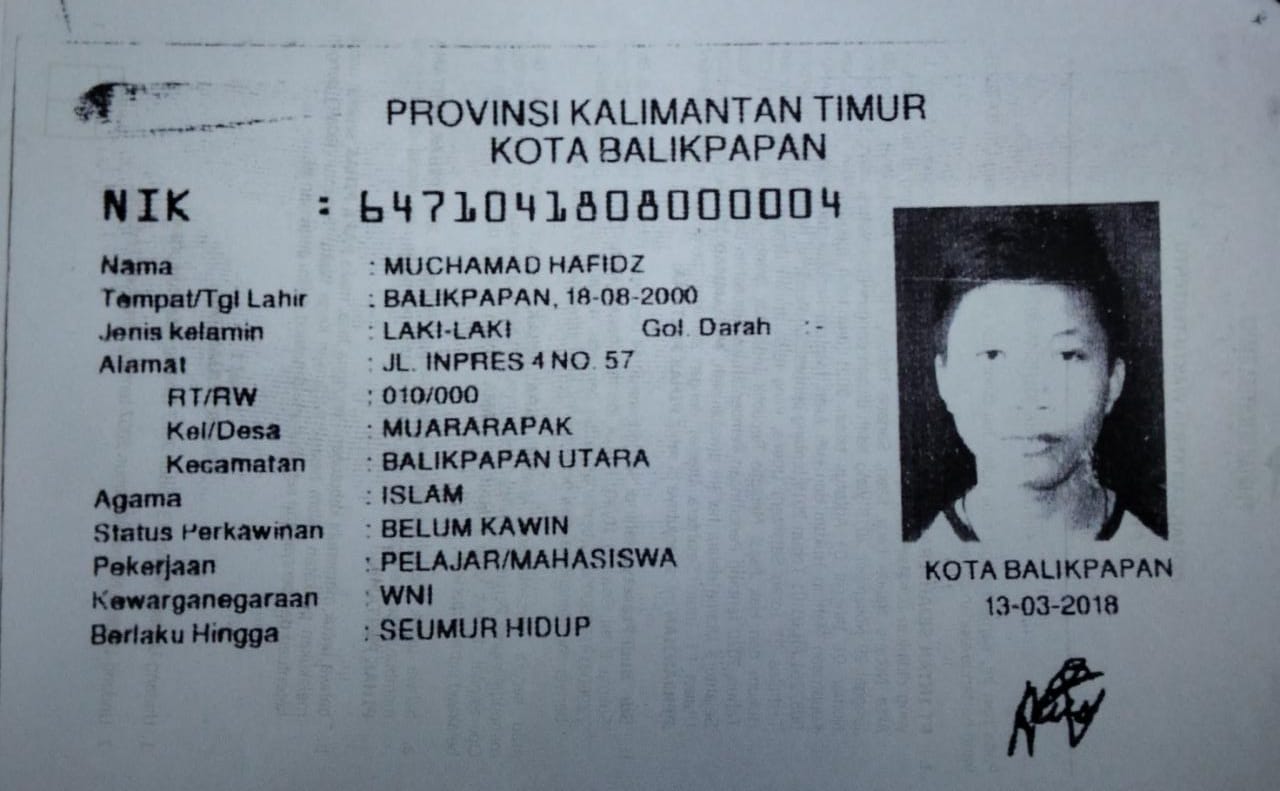 PROVINSI KALIMANTAN TIMUR
KOTA BALIKPAPAN
NIK : 6471041808000004
Nama : MUCHAMAD HAFIDZ
Tempat/Tgl Lahir : BALIKPAPAN, 18-08-2000
Jenis kelamin : LAKI-LAKI Gol. Darah : -
Alamat : JL. INPRES 4 NO. 57
RT/RW : 010/000
Kel/Desa : MUARARAPAK
Kecamatan : BALIKPAPAN UTARA
Agama : ISLAM
Status Perkawinan : BELUM KAWIN
Pekerjaan : PELAJAR/MAHASISWA
Kewarganegaraan : WNI
Berlaku Hingga : SEUMUR HIDUP
KOTA BALIKPAPAN
13-03-2018